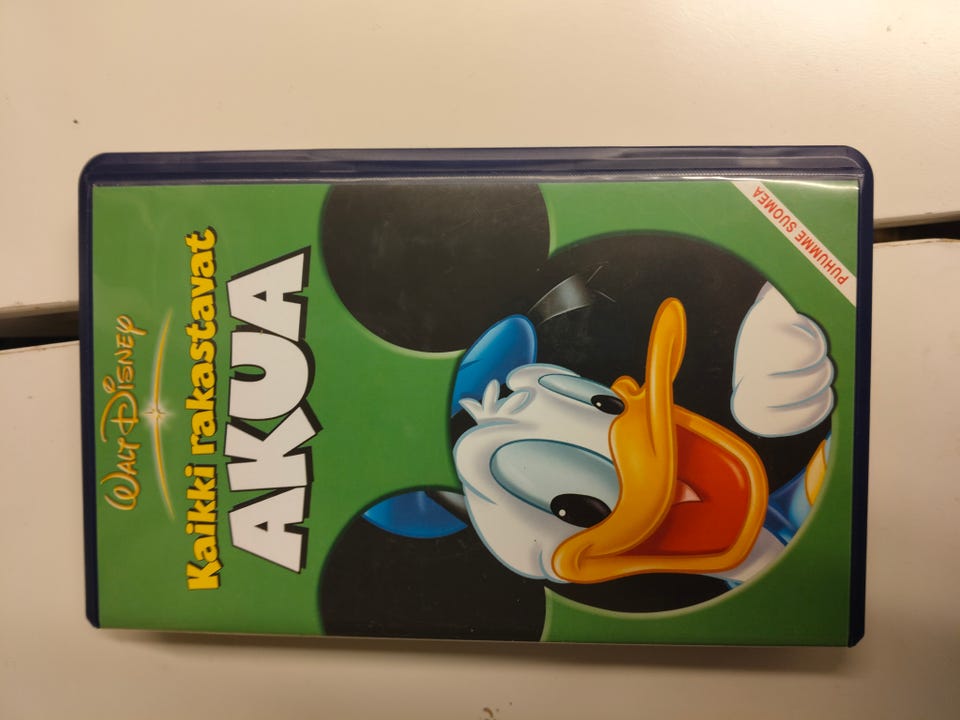 WALT DISNEY
Kaikki rakastavat
AKUA
PUHUMME SUOMEA